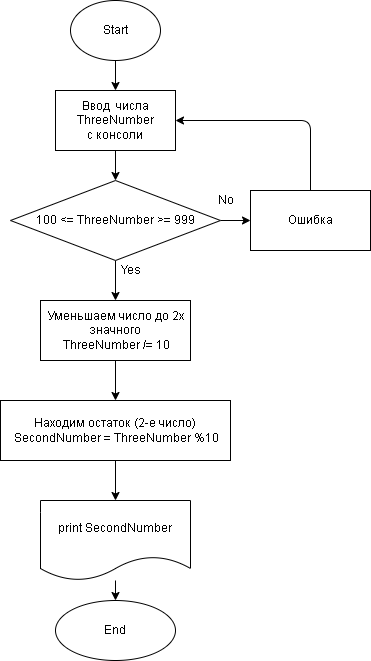 Start
Ввод числа
ThreeNumber
с консоли
100 <= ThreeNumber >= 999
No
Ошибка
Yes
Уменьшаем число до 2х
значного
ThreeNumber /= 10
Находим остаток (2-е число)
SecondNumber = ThreeNumber %10
print SecondNumber
End